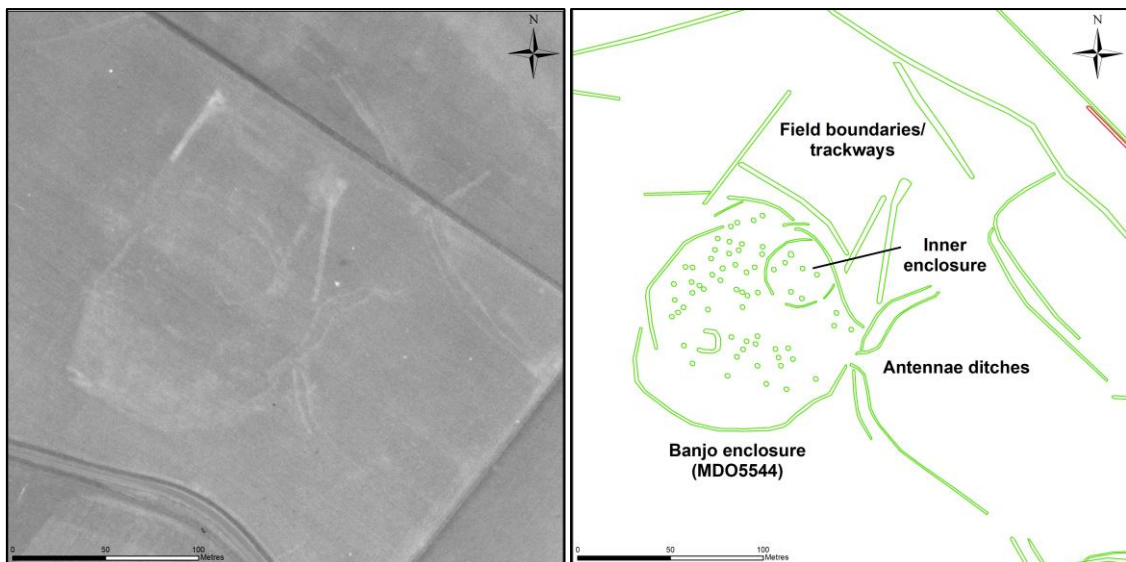 N
0 50 100
Metres
N
Field boundaries/
trackways
Inner
enclosure
Antennae ditches
Banjo enclosure
(MDO5544)
0 50 100
Metres